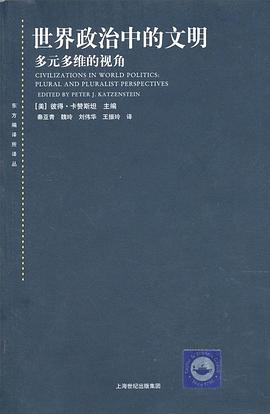 世界政治中的文明
多元多维的视角
CIVILIZATIONS IN WORLD POLITICS:
PLURAL AND PLURALIST PERSPECTIVES
[美] 彼得·卡赞斯坦 主编
EDITED BY PETER J. KATZENSTEIN
秦亚青 魏玲 刘伟华 王振玲 译
东方编译所译丛
上海世纪出版集团